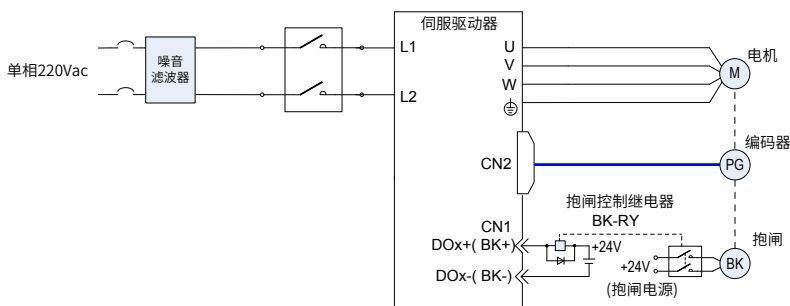 伺服驱动器
单相220Vac
噪音
滤波器
L1
L2
U
V
W
电机
M
CN2
编码器
PG
CN1
抱闸控制继电器
BK-RY
DOx+( BK+)
+24V
DOx-( BK-)
+24V
(抱闸电源)
抱闸
BK